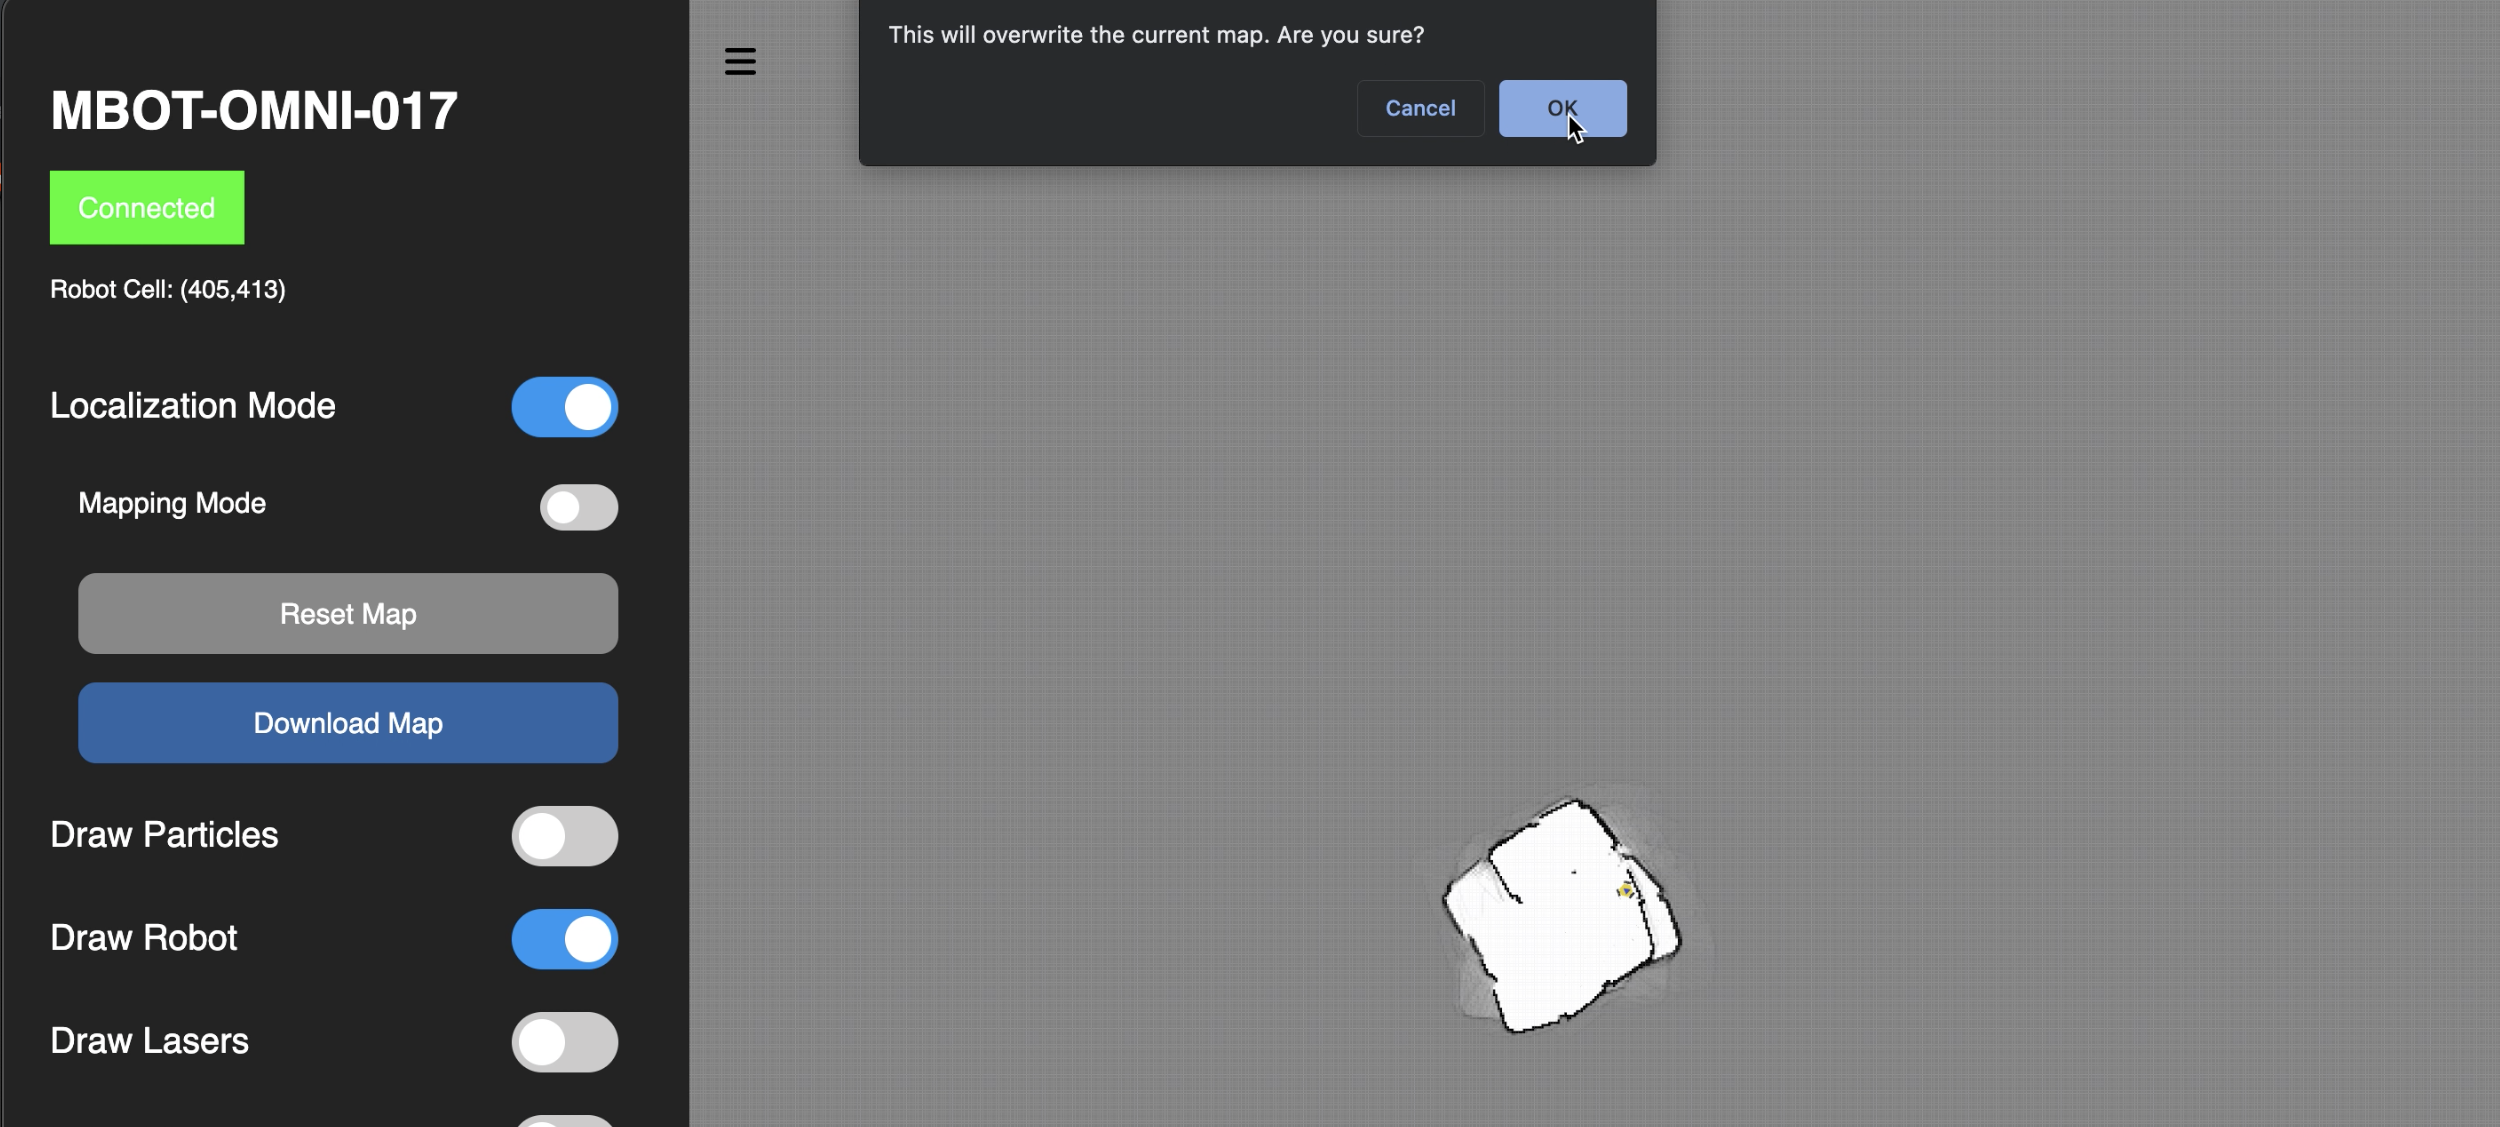 MBOT-OMNI-017
Connected
Robot Cell: (405,413)
Localization Mode
Mapping Mode
Reset Map
Download Map
Draw Particles
Draw Robot
Draw Lasers
This will overwrite the current map. Are you sure?
Cancel
OK